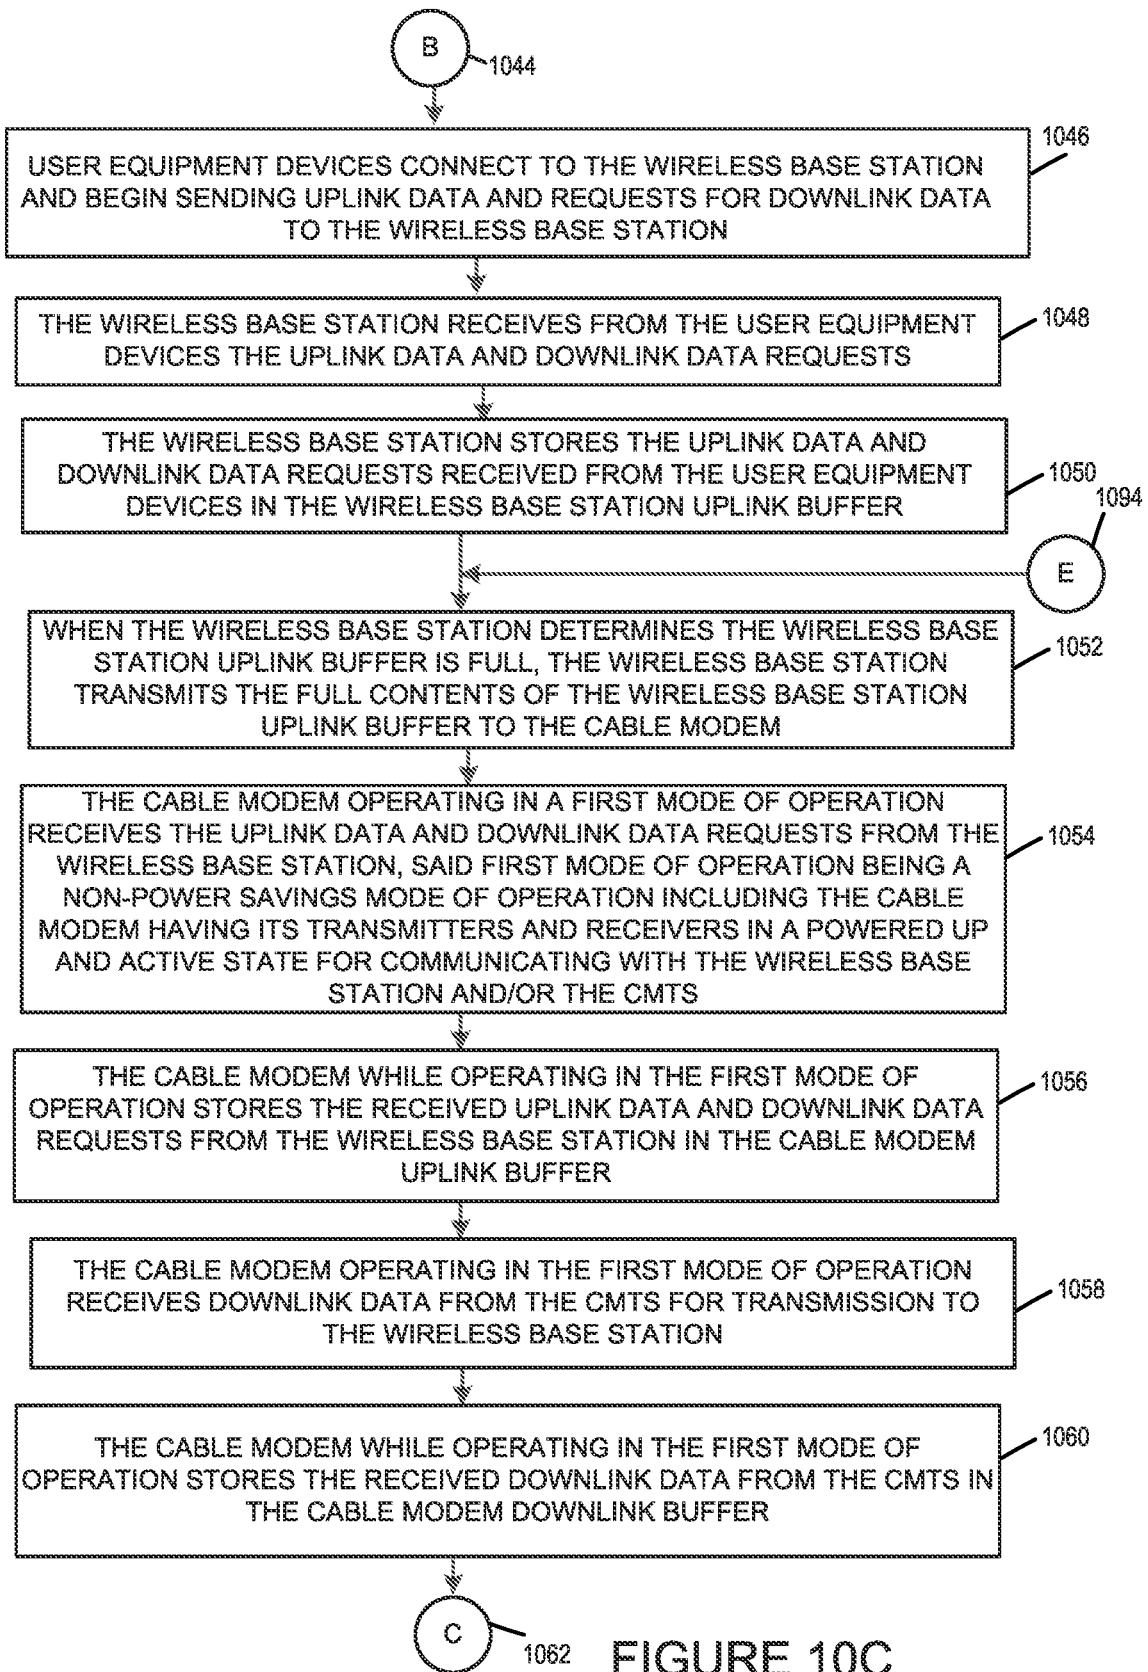 B
1044
1046
USER EQUIPMENT DEVICES CONNECT TO THE WIRELESS BASE STATION
AND BEGIN SENDING UPLINK DATA AND REQUESTS FOR DOWNLINK DATA
TO THE WIRELESS BASE STATION
1048
THE WIRELESS BASE STATION RECEIVES FROM THE USER EQUIPMENT
DEVICES THE UPLINK DATA AND DOWNLINK DATA REQUESTS
THE WIRELESS BASE STATION STORES THE UPLINK DATA AND
DOWNLINK DATA REQUESTS RECEIVED FROM THE USER EQUIPMENT
DEVICES IN THE WIRELESS BASE STATION UPLINK BUFFER
1050
1094
E
WHEN THE WIRELESS BASE STATION DETERMINES THE WIRELESS BASE
STATION UPLINK BUFFER IS FULL, THE WIRELESS BASE STATION
TRANSMITS THE FULL CONTENTS OF THE WIRELESS BASE STATION
UPLINK BUFFER TO THE CABLE MODEM
1052
THE CABLE MODEM OPERATING IN A FIRST MODE OF OPERATION
RECEIVES THE UPLINK DATA AND DOWNLINK DATA REQUESTS FROM THE
WIRELESS BASE STATION, SAID FIRST MODE OF OPERATION BEING A
NON-POWER SAVINGS MODE OF OPERATION INCLUDING THE CABLE
MODEM HAVING ITS TRANSMITTERS AND RECEIVERS IN A POWERED UP
AND ACTIVE STATE FOR COMMUNICATING WITH THE WIRELESS BASE
STATION AND/OR THE CMTS
1054
THE CABLE MODEM WHILE OPERATING IN THE FIRST MODE OF
OPERATION STORES THE RECEIVED UPLINK DATA AND DOWNLINK DATA
REQUESTS FROM THE WIRELESS BASE STATION IN THE CABLE MODEM
UPLINK BUFFER
1056
THE CABLE MODEM OPERATING IN THE FIRST MODE OF OPERATION
RECEIVES DOWNLINK DATA FROM THE CMTS FOR TRANSMISSION TO
THE WIRELESS BASE STATION
1058
THE CABLE MODEM WHILE OPERATING IN THE FIRST MODE OF
OPERATION STORES THE RECEIVED DOWNLINK DATA FROM THE CMTS IN
THE CABLE MODEM DOWNLINK BUFFER
1060
C
1062
FIGURE 10C